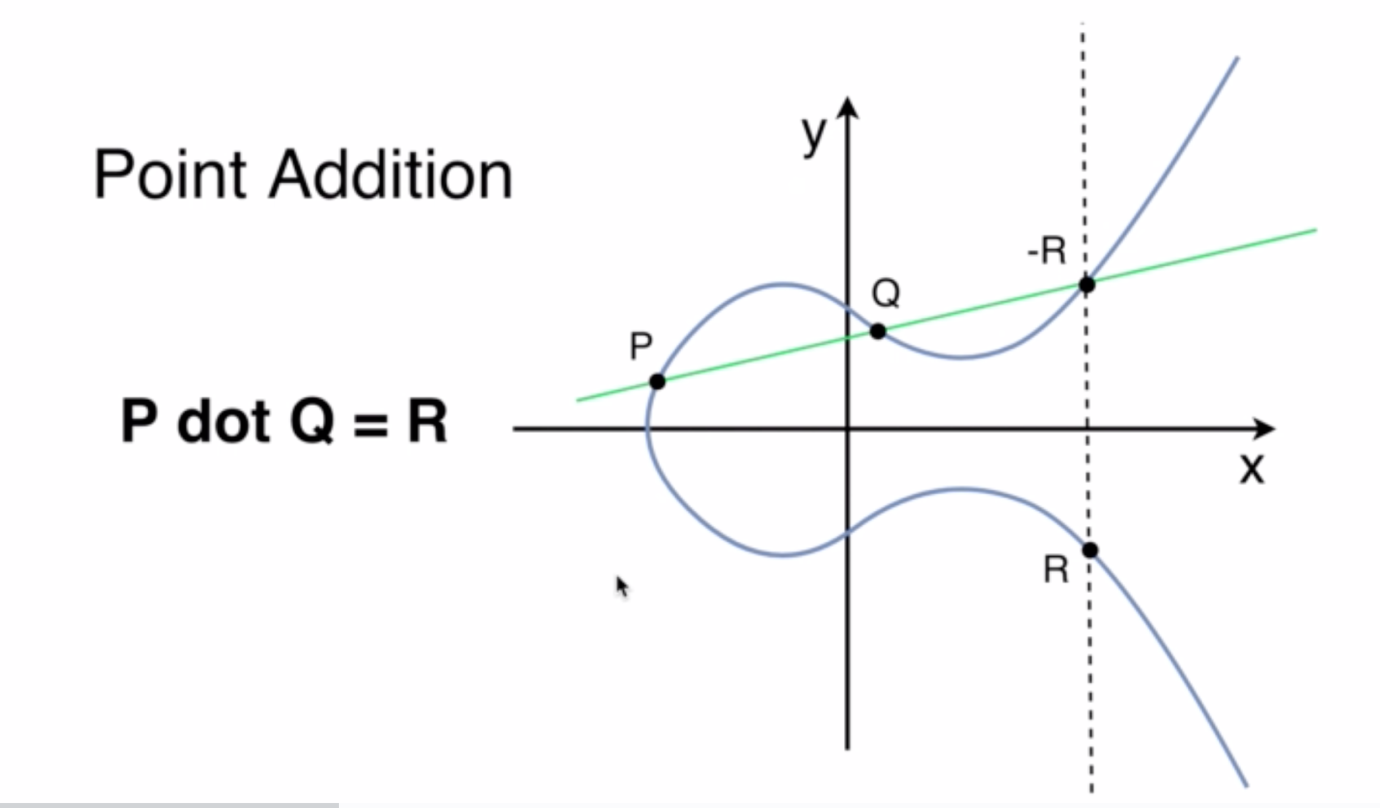 Point Addition
P dot Q = R
y
-R
Q
P
x
R